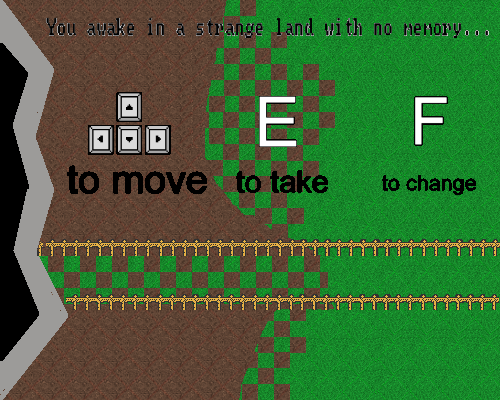 You awake in a strange land with no memory...
E F
to move to take to change